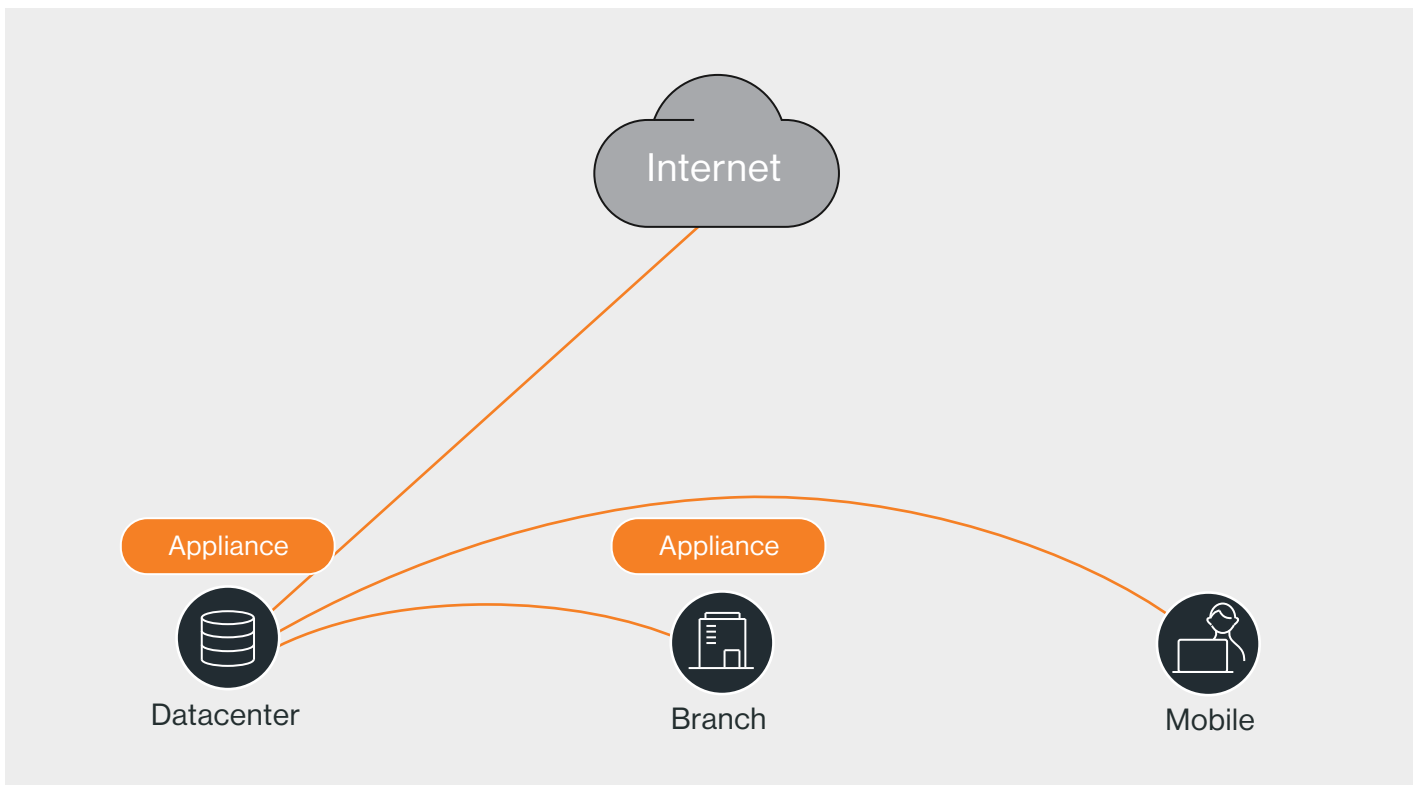 Internet
Appliance
Appliance
Datacenter
Branch
Mobile